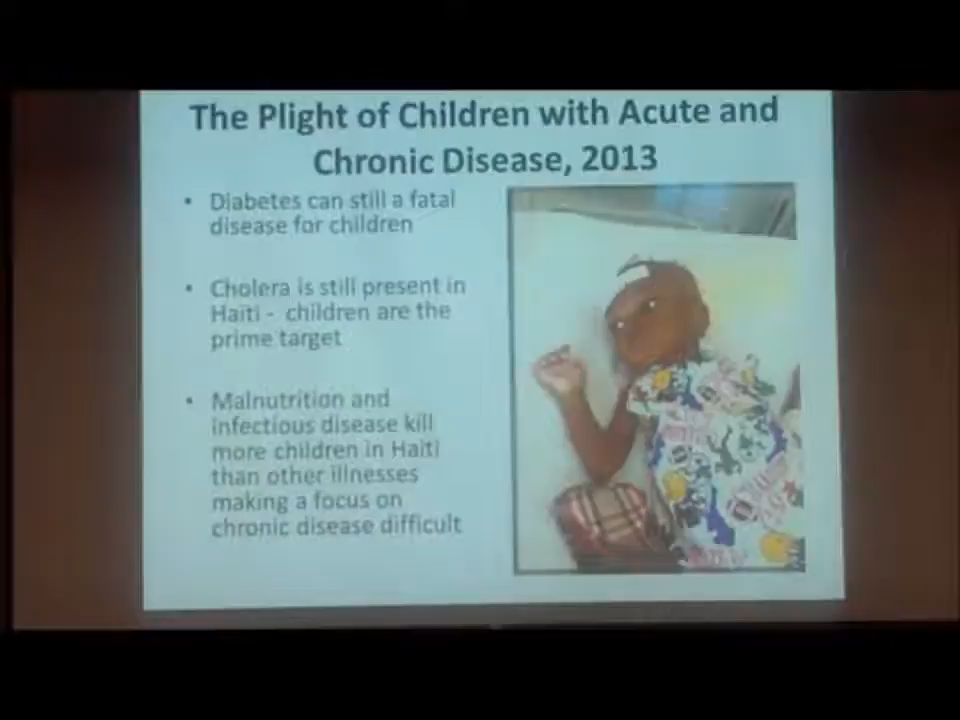 The Plight of Children with Acute and
Chronic Disease, 2013
• Diabetes can still a fatal
disease for children
• Cholera is still present in
Haiti - children are the
prime target
• Malnutrition and
infectious disease kill
more children in Haiti
than other illnesses
making a focus on
chronic disease difficult